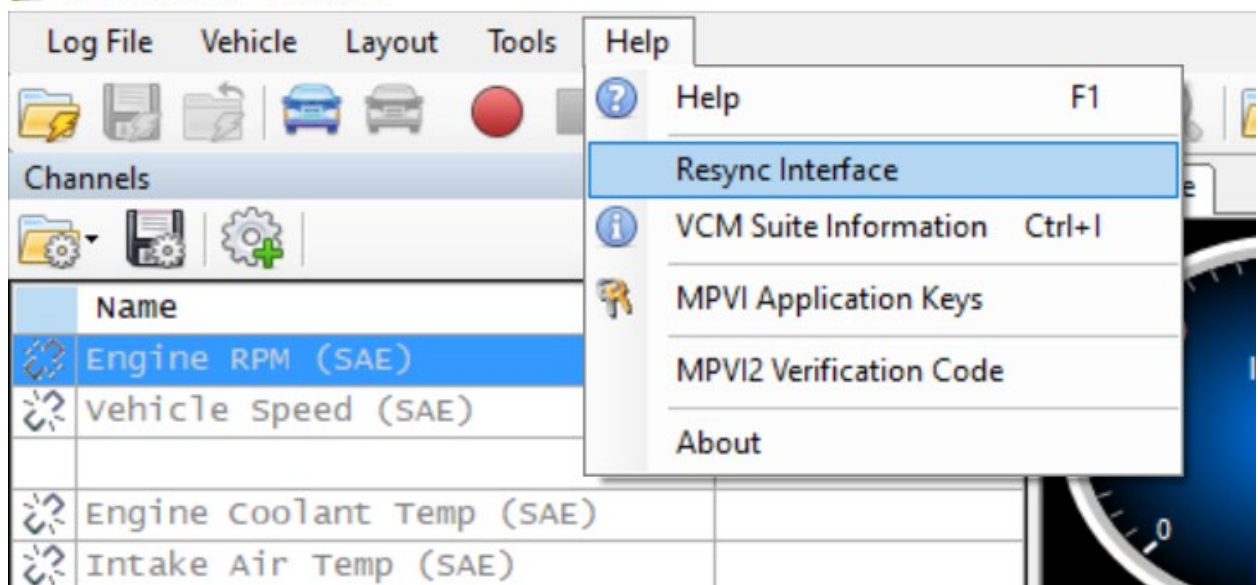 Log File Vehicle Layout Tools Help
Help F1
Resync Interface
VCM Suite Information Ctrl+I
MPVI Application Keys
MPVI2 Verification Code
About
Channels
Name
Engine RPM (SAE)
Vehicle Speed (SAE)
Engine Coolant Temp (SAE)
Intake Air Temp (SAE)
0